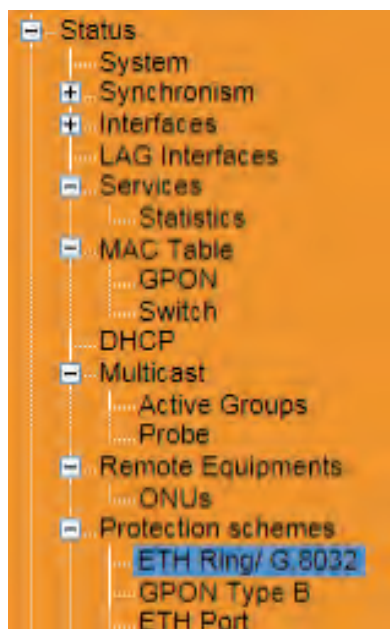 Status
System
Synchronism
Interfaces
LAG Interfaces
Services
Statistics
MAC Table
GPON
Switch
DHCP
Multicast
Active Groups
Probe
Remote Equipments
ONUs
Protection schemes
ETH Ring/ G.8032
GPON Type B
ETH Port